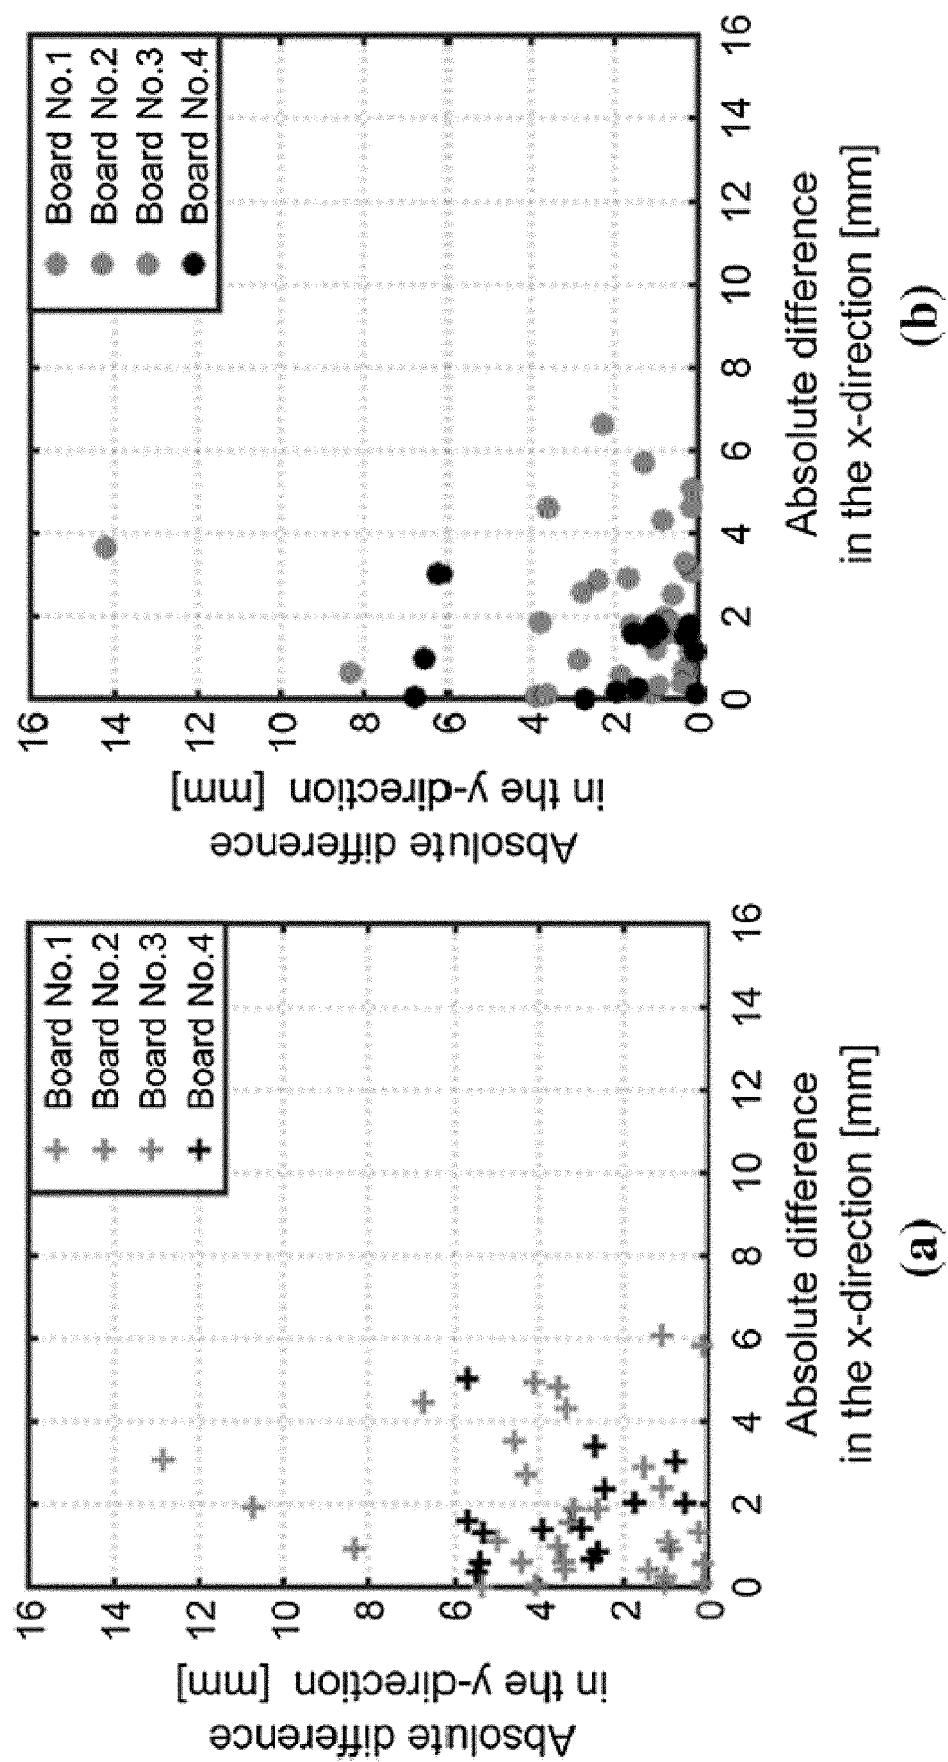 Absolute difference
in the y-direction [mm]
16
14
12
10
8
6
4
2
0
0 2 4 6 8 10 12 14 16
Board No.1
Board No.2
Board No.3
Board No.4
Absolute difference
in the x-direction [mm]
(a)
Absolute difference
in the y-direction [mm]
16
14
12
10
8
6
4
2
0
0 2 4 6 8 10 12 14 16
Board No.1
Board No.2
Board No.3
Board No.4
Absolute difference
in the x-direction [mm]
(b)